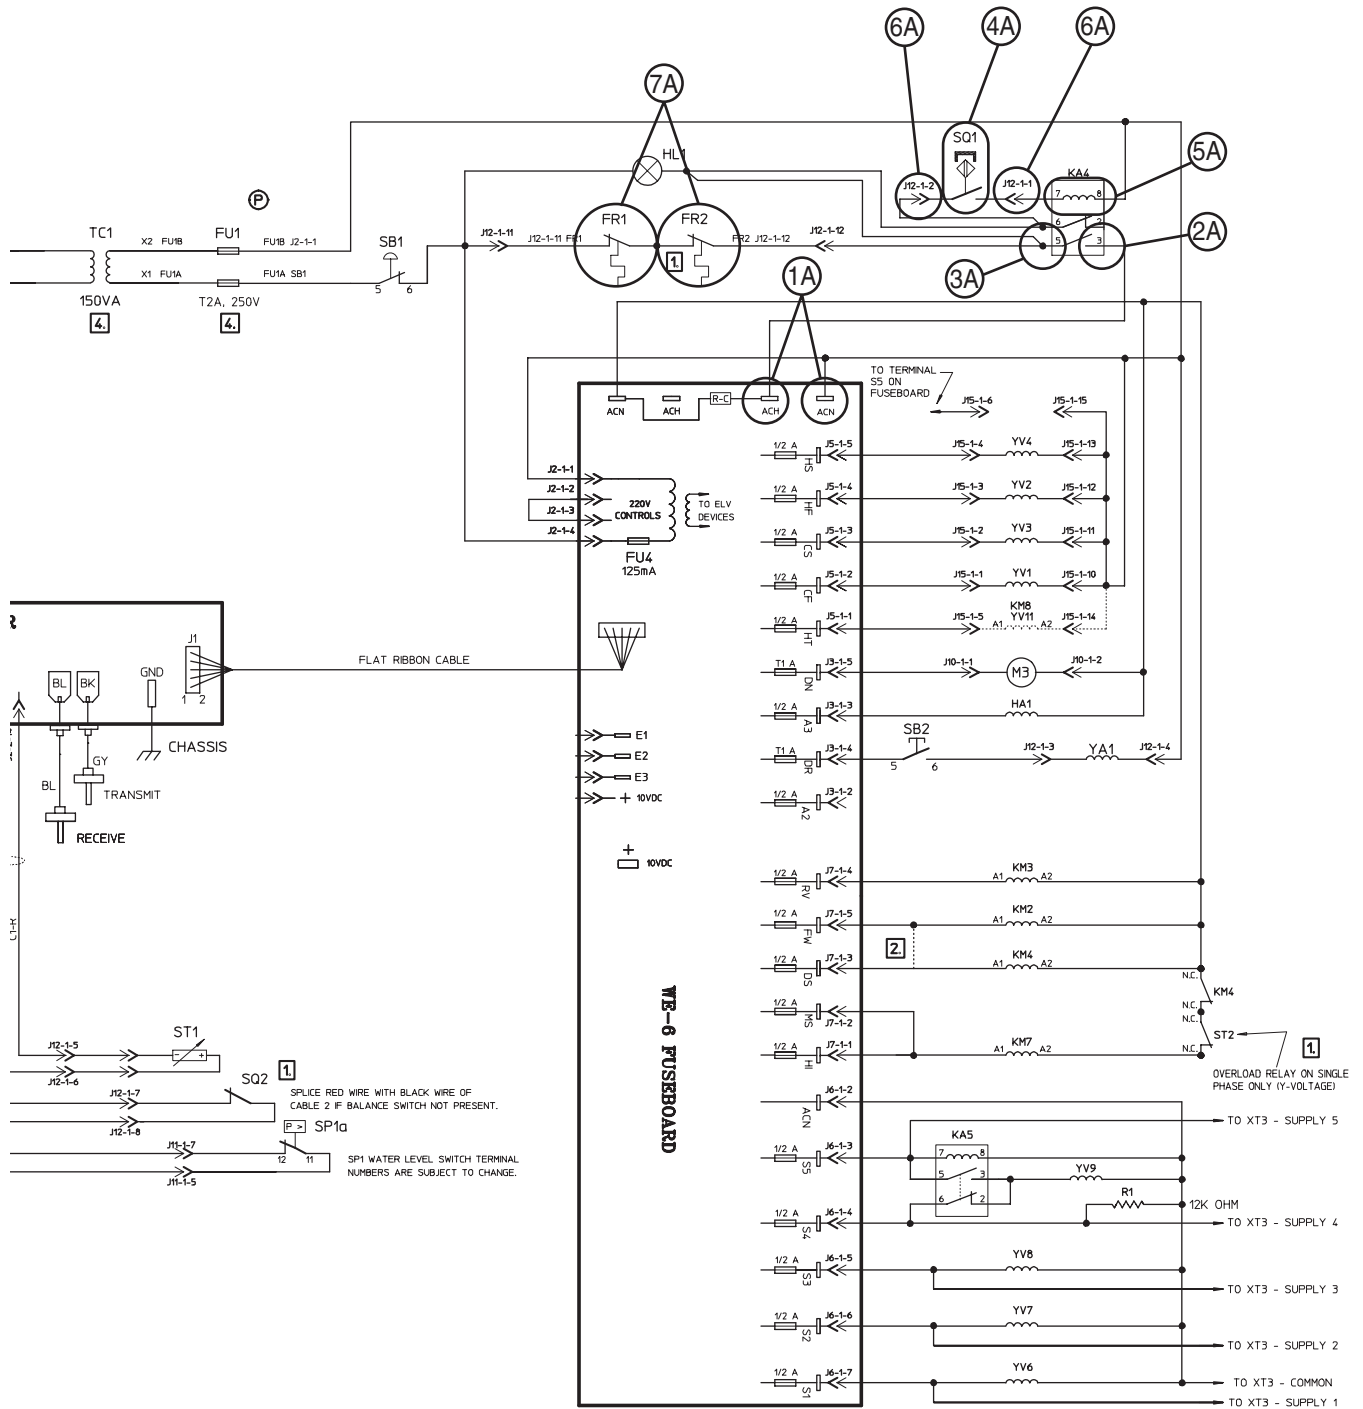 6A
4A
6A
7A
SQ1
5A
HL1
J12-1-2
J12-1-1
KA4
7
8
P
FR1
FR2
6
2
TC1
X2 FU1B
FU1
FU1B J2-1-1
SB1
J12-1-11
J12-1-11 FR1
1.
FR2 J12-1-12
J12-1-12
5
3
2A
3A
X1 FU1A
FU1A SB1
5
6
1A
150VA
T2A, 250V
4.
4.
TO TERMINAL
S5 ON
FUSEBOARD
ACN
ACH
R-C
ACH
ACN
J15-1-6
J15-1-15
1/2 A
HS
J5-1-5
J15-1-4
YV4
J15-1-13
J2-1-1
J2-1-2
J2-1-3
J2-1-4
220V
CONTROLS
TO ELV
DEVICES
FU4
125mA
1/2 A
HF
J5-1-4
J15-1-3
YV2
J15-1-12
1/2 A
CS
J5-1-3
J15-1-2
YV3
J15-1-11
1/2 A
CF
J5-1-2
J15-1-1
YV1
J15-1-10
1/2 A
HT
J5-1-1
J15-1-5
KM8
YV11
A1
A2
J15-1-14
J1
1 2
FLAT RIBBON CABLE
BL
BK
GND
T1 A
DN
J3-1-5
J10-1-1
M3
J10-1-2
1/2 A
A3
J3-1-3
HA1
CHASSIS
E1
E2
E3
+ 10VDC
T1 A
DR
J3-1-4
SB2
5
6
J12-1-3
YA1
J12-1-4
GY
BL
TRANSMIT
RECEIVE
1/2 A
A2
J3-1-2
+
10VDC
1/2 A
RV
J7-1-4
KM3
A1
A2
C1-R
1/2 A
FW
J7-1-5
KM2
A1
A2
2.
1/2 A
DS
J7-1-3
KM4
A1
A2
N.C.
KM4
N.C.
N.C.
ST2
N.C.
1.
OVERLOAD RELAY ON SINGLE
PHASE ONLY (Y-VOLTAGE)
WE-6 FUSEBOARD
1/2 A
MS
J7-1-2
1/2 A
HI
J7-1-1
KM7
A1
A2
ST1
- +
J12-1-5
J12-1-6
SQ2
1.
J12-1-7
J12-1-8
SPLICE RED WIRE WITH BLACK WIRE OF
CABLE 2 IF BALANCE SWITCH NOT PRESENT.
P >
SP1a
J11-1-7
12
11
J11-1-5
SP1 WATER LEVEL SWITCH TERMINAL
NUMBERS ARE SUBJECT TO CHANGE.
ACN
J6-1-2
TO XT3 - SUPPLY 5
1/2 A
S5
J6-1-3
KA5
7
8
5
3
6
2
YV9
R1
12K OHM
1/2 A
S4
J6-1-4
TO XT3 - SUPPLY 4
1/2 A
S3
J6-1-5
YV8
TO XT3 - SUPPLY 3
1/2 A
S2
J6-1-6
YV7
TO XT3 - SUPPLY 2
1/2 A
S1
J6-1-7
YV6
TO XT3 - COMMON
TO XT3 - SUPPLY 1